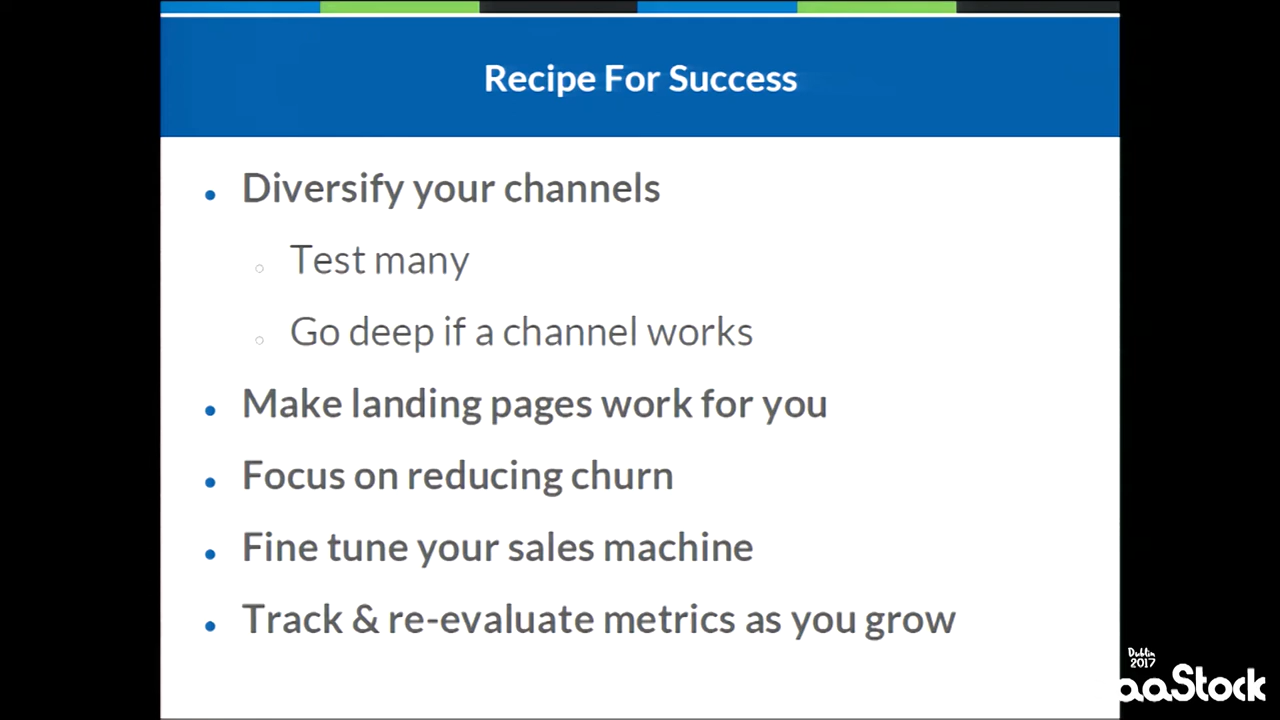 Recipe For Success
Diversify your channels
Test many
Go deep if a channel works
Make landing pages work for you
Focus on reducing churn
Fine tune your sales machine
Track & re-evaluate metrics as you grow
Dublin
2017
aaStock